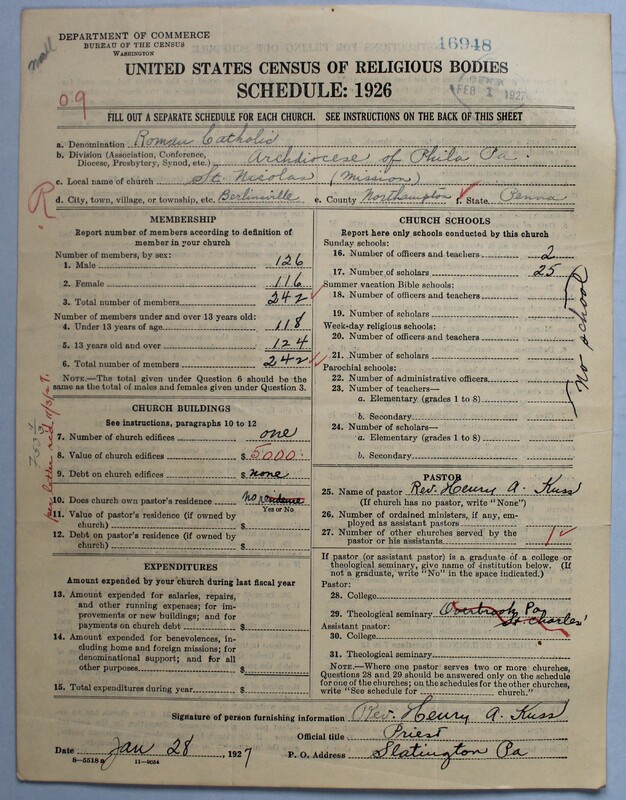 DEPARTMENT OF COMMERCE
BUREAU OF THE CENSUS
WASHINGTON
16948
FEB 1 1927
UNITED STATES CENSUS OF RELIGIOUS BODIES
SCHEDULE: 1926
0.9
FILL OUT A SEPARATE SCHEDULE FOR EACH CHURCH. SEE INSTRUCTIONS ON THE BACK OF THIS SHEET
a. Denomination Roman Catholic
b. Division (Association, Conference, Diocese, Presbytery, Synod, etc.) Archdiocese of Phila Pa.
c. Local name of church St. Nicolas (Mission)
R
d. City, town, village, or township, etc. Berlinsville e. County Northampton f. State Penna
MEMBERSHIP
Report number of members according to definition of
member in your church
Number of members, by sex:
1. Male 126
2. Female 116
3. Total number of members 242
Number of members under and over 13 years old:
4. Under 13 years of age 118
5. 13 years old and over 124
6. Total number of members 242
NOTE.—The total given under Question 6 should be the
same as the total of males and females given under Question 3.
CHURCH BUILDINGS
See instructions, paragraphs 10 to 12
7. Number of church edifices one
8. Value of church edifices $ 5000.
9. Debt on church edifices $ none
10. Does church own pastor's residence No residence
Yes or No
11. Value of pastor's residence (if owned by
church) $
12. Debt on pastor's residence (if owned by
church) $
EXPENDITURES
Amount expended by your church during last fiscal year
13. Amount expended for salaries, repairs,
and other running expenses; for im-
provements or new buildings; and for
payments on church debt $
14. Amount expended for benevolences, in-
cluding home and foreign missions; for
denominational support; and for all
other purposes $
15. Total expenditures during year $
CHURCH SCHOOLS
Report here only schools conducted by this church
Sunday schools:
16. Number of officers and teachers 2
17. Number of scholars 25
Summer vacation Bible schools:
18. Number of officers and teachers
19. Number of scholars
Week-day religious schools:
20. Number of officers and teachers
21. Number of scholars
Parochial schools:
22. Number of administrative officers
23. Number of teachers—
a. Elementary (grades 1 to 8)
b. Secondary
24. Number of scholars—
a. Elementary (grades 1 to 8)
b. Secondary
No school
PASTOR
25. Name of pastor Rev. Henry A. Kuss
(If church has no pastor, write "None")
26. Number of ordained ministers, if any, em-
ployed as assistant pastors
27. Number of other churches served by the
pastor or his assistants 1
If pastor (or assistant pastor) is a graduate of a college or
theological seminary, give name of institution below. (If
not a graduate, write "No" in the space indicated.)
Pastor:
28. College
29. Theological seminary Overbrook Pa St Charles'
Assistant pastor:
30. College
31. Theological seminary
NOTE.—Where one pastor serves two or more churches,
Questions 28 and 29 should be answered only on the schedule
for one of the churches; on the schedules for the other churches,
write "See schedule for church."
Signature of person furnishing information Rev. Henry A. Kuss
Official title Priest
Date Jan 28, 1927 P. O. Address Slatington Pa
8—5518 a 11—9054